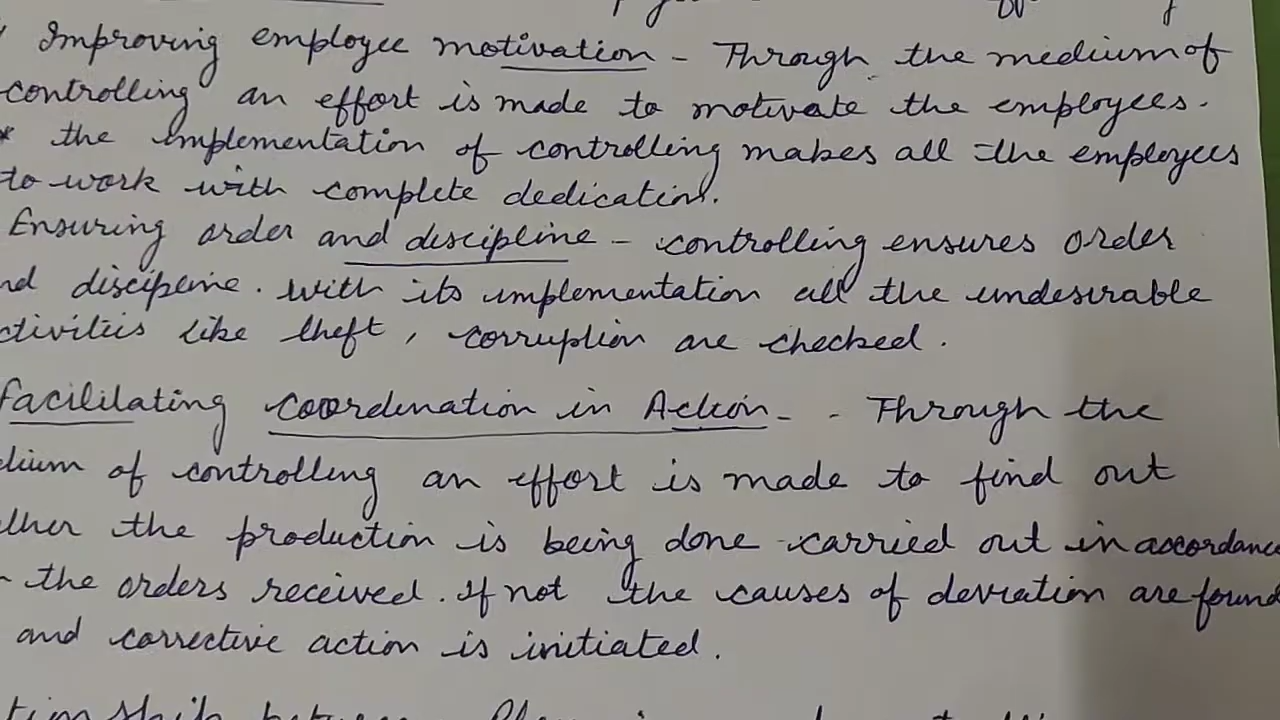 Improving employee motivation - Through the medium of
controlling an effort is made to motivate the employees.
* the implementation of controlling makes all the employees
to work with complete dedication.
Ensuring order and discipline - controlling ensures order
nd discipline. with its implementation all the undesirable
ctivities like theft, corruption are checked.
facilitating coordination in Action - - Through the
dium of controlling an effort is made to find out
ther the production is being done carried out in accordance
the orders received. If not the causes of deviation are found
and corrective action is initiated.